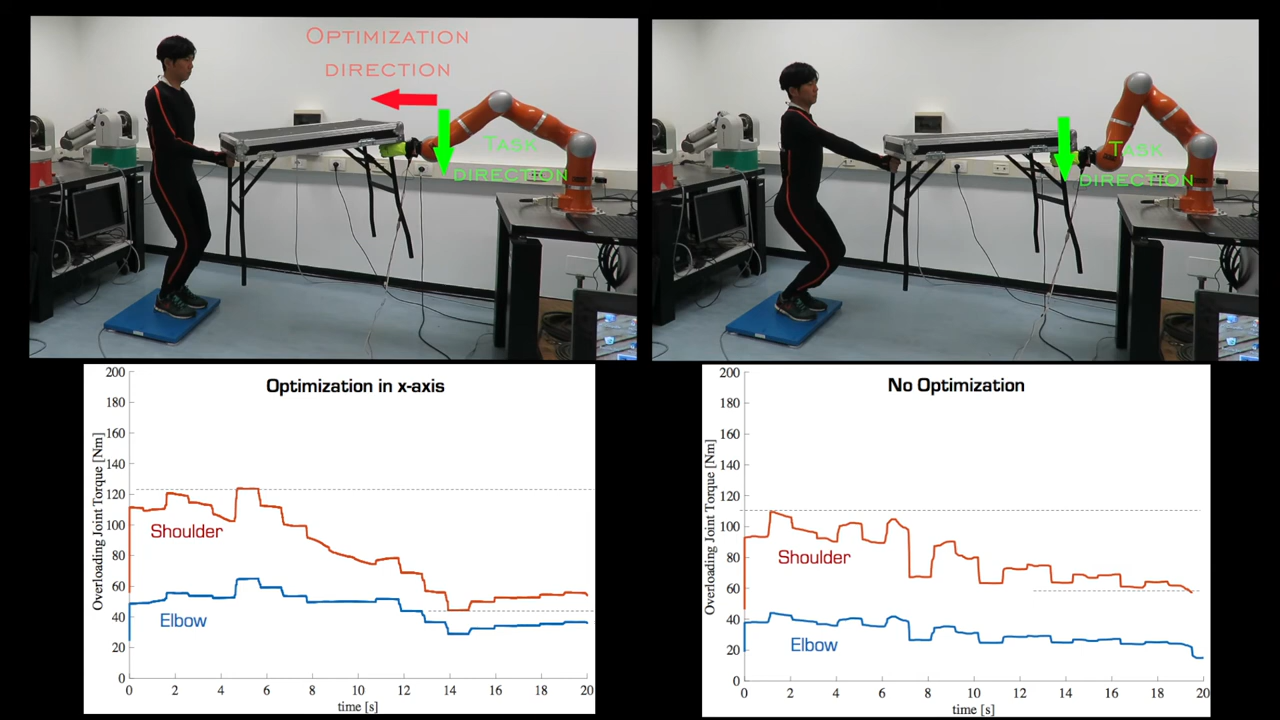 OPTIMIZATION
DIRECTION
TASK
DIRECTION
TASK
DIRECTION
Optimization in x-axis
Overloading Joint Torque [Nm]
200
180
160
140
120
100
80
60
40
20
0
Shoulder
Elbow
0 2 4 6 8 10 12 14 16 18 20
time [s]
No Optimization
Overloading Joint Torque [Nm]
200
180
160
140
120
100
80
60
40
20
0
Shoulder
Elbow
0 2 4 6 8 10 12 14 16 18 20
time [s]